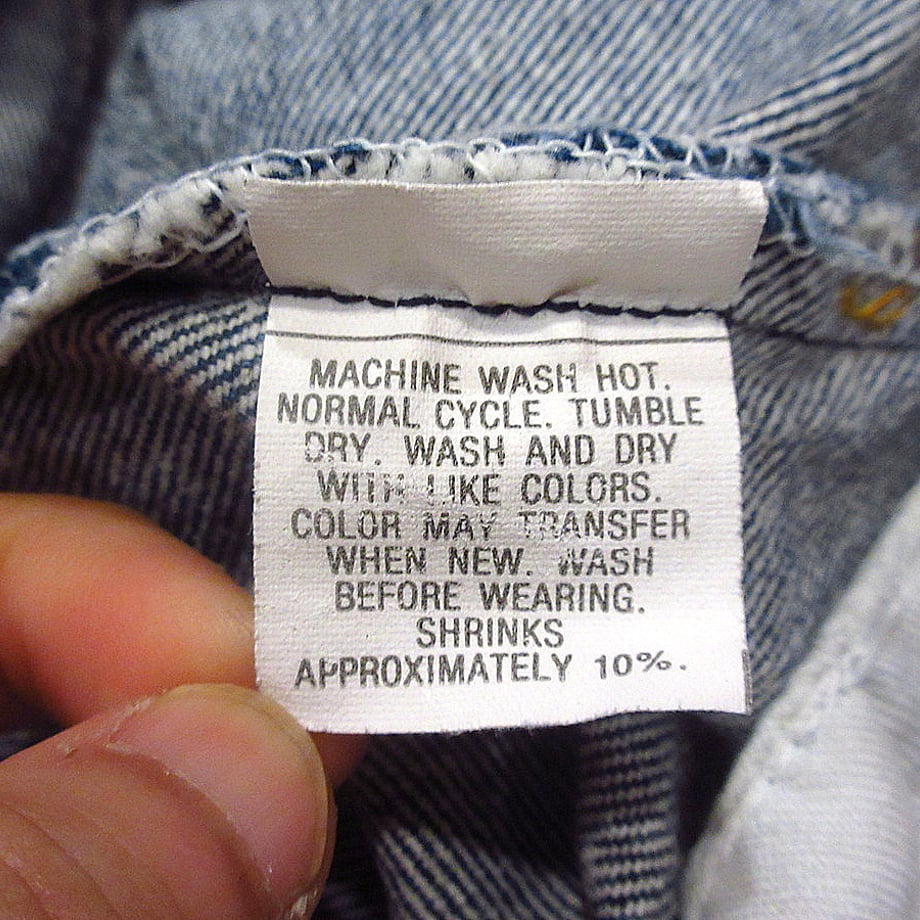 MACHINE WASH HOT.
NORMAL CYCLE. TUMBLE
DRY. WASH AND DRY
WITH LIKE COLORS.
COLOR MAY TRANSFER
WHEN NEW. WASH
BEFORE WEARING.
SHRINKS
APPROXIMATELY 10%.